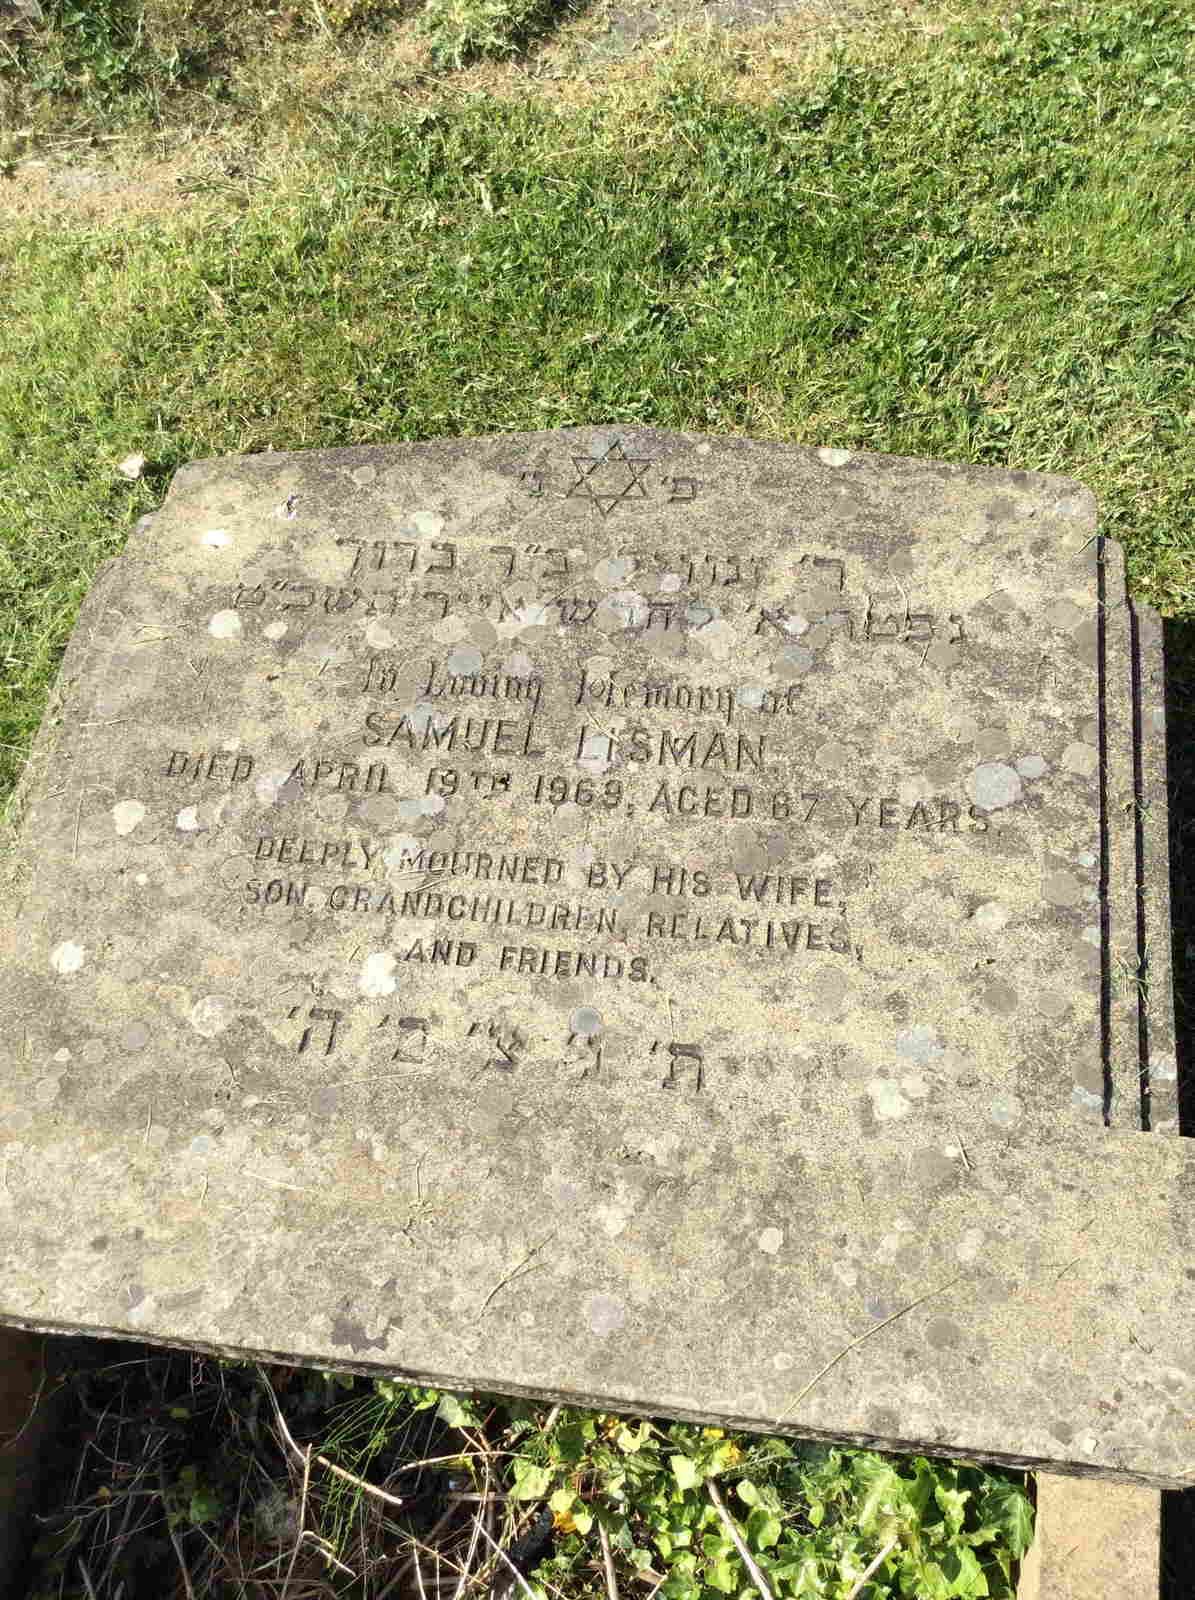 פ' נ'
ר' זנוויל ב"ר ברוך
נפטר א' לחדש אייר תשכ"ט
In Loving Memory of
SAMUEL LISMAN.
DIED APRIL 19TH 1969, AGED 67 YEARS.
DEEPLY MOURNED BY HIS WIFE,
SON, GRANDCHILDREN, RELATIVES,
AND FRIENDS.
ת' נ' צ' ב' ה'